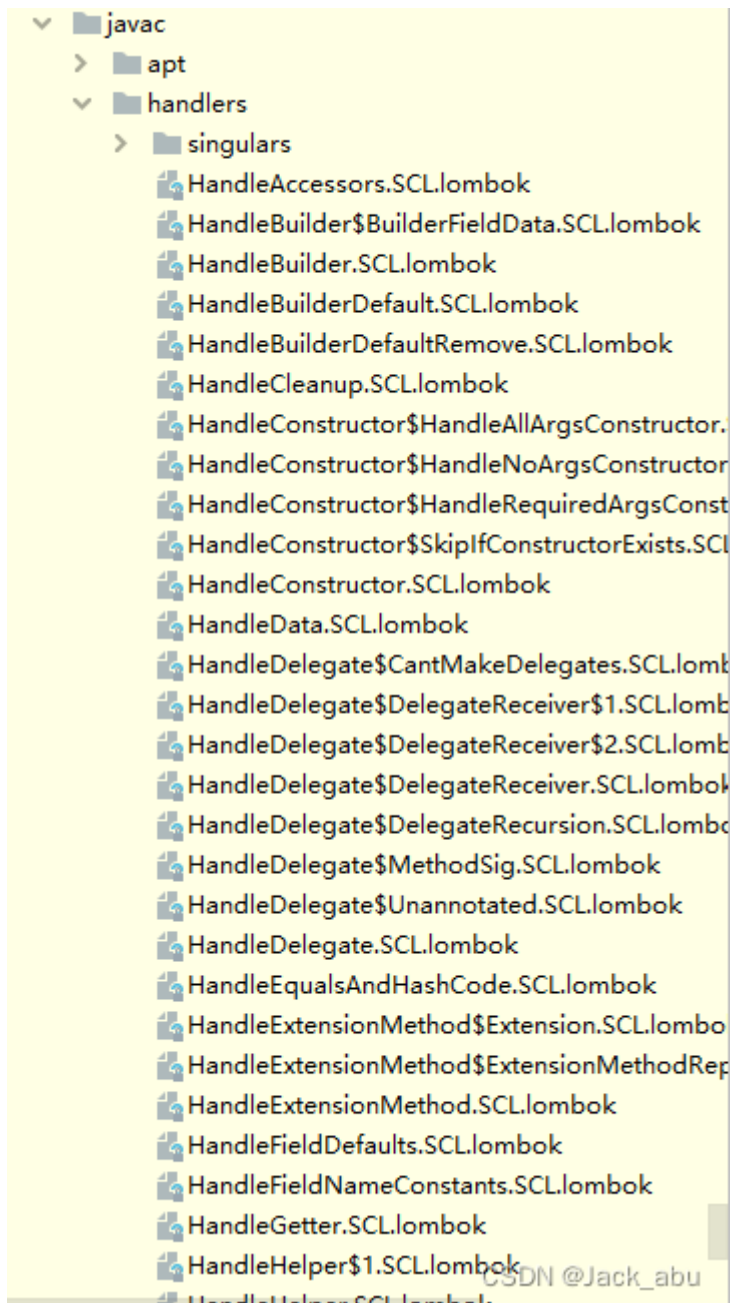 javac
apt
handlers
singulars
HandleAccessors.SCL.lombok
HandleBuilder$BuilderFieldData.SCL.lombok
HandleBuilder.SCL.lombok
HandleBuilderDefault.SCL.lombok
HandleBuilderDefaultRemove.SCL.lombok
HandleCleanup.SCL.lombok
HandleConstructor$HandleAllArgsConstructor.
HandleConstructor$HandleNoArgsConstructor
HandleConstructor$HandleRequiredArgsConst
HandleConstructor$SkipIfConstructorExists.SCL
HandleConstructor.SCL.lombok
HandleData.SCL.lombok
HandleDelegate$CantMakeDelegates.SCL.lomb
HandleDelegate$DelegateReceiver$1.SCL.lomb
HandleDelegate$DelegateReceiver$2.SCL.lomb
HandleDelegate$DelegateReceiver.SCL.lombok
HandleDelegate$DelegateRecursion.SCL.lombo
HandleDelegate$MethodSig.SCL.lombok
HandleDelegate$Unannotated.SCL.lombok
HandleDelegate.SCL.lombok
HandleEqualsAndHashCode.SCL.lombok
HandleExtensionMethod$Extension.SCL.lombo
HandleExtensionMethod$ExtensionMethodRep
HandleExtensionMethod.SCL.lombok
HandleFieldDefaults.SCL.lombok
HandleFieldNameConstants.SCL.lombok
HandleGetter.SCL.lombok
HandleHelper$1.SCL.lombok
CSDN @Jack_abu